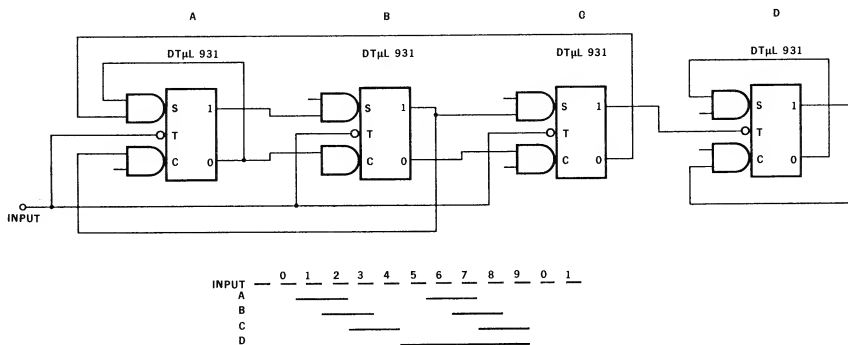 A B C D
DTμL 931 DTμL 931 DTμL 931 DTμL 931
S 1 S 1 S 1 S 1
T T T T
C 0 C 0 C 0 C 0
INPUT
INPUT 0 1 2 3 4 5 6 7 8 9 0 1
A
B
C
D